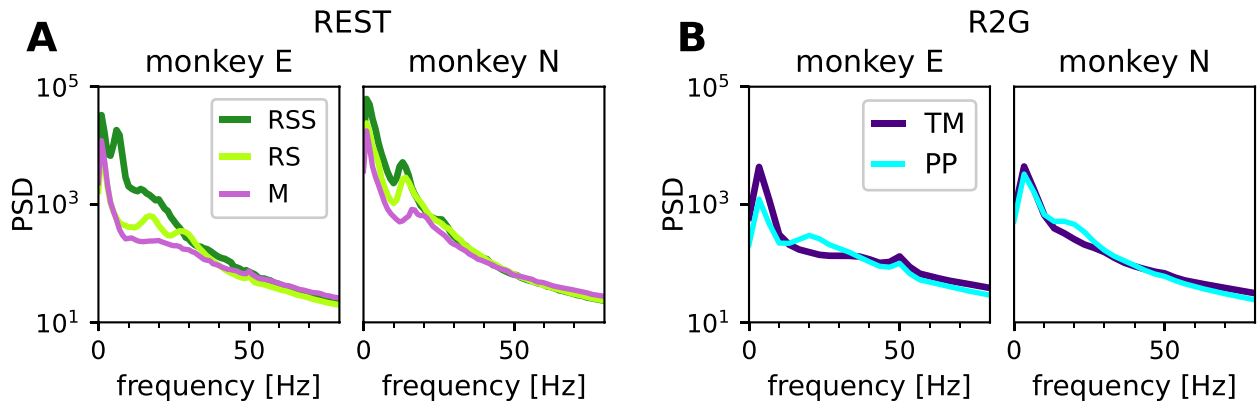 A
REST
monkey E
monkey N
PSD
10^5
10^3
10^1
RSS
RS
M
0
50
0
50
frequency [Hz]
frequency [Hz]
B
R2G
monkey E
monkey N
PSD
10^5
10^3
10^1
TM
PP
0
50
0
50
frequency [Hz]
frequency [Hz]